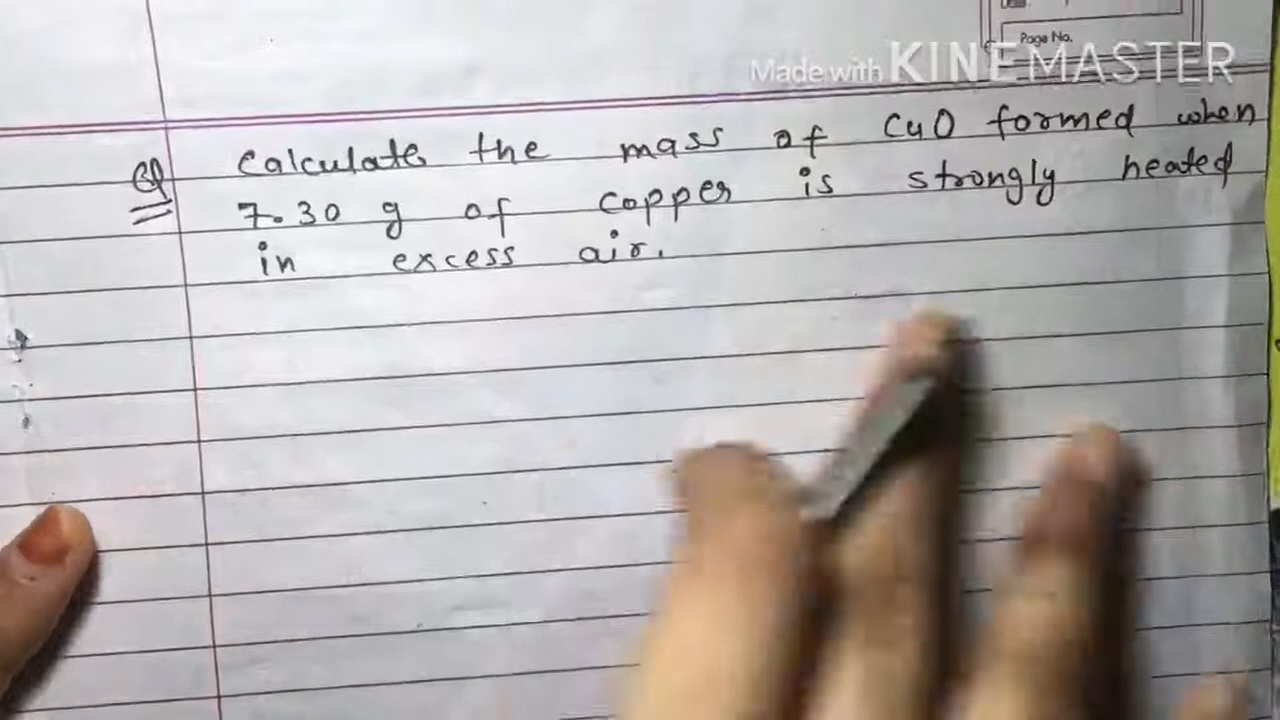 Page No.
Made with KINEMASTER
Q calculate the mass of CuO formed when
7.30 g of copper is strongly heated
in excess air.